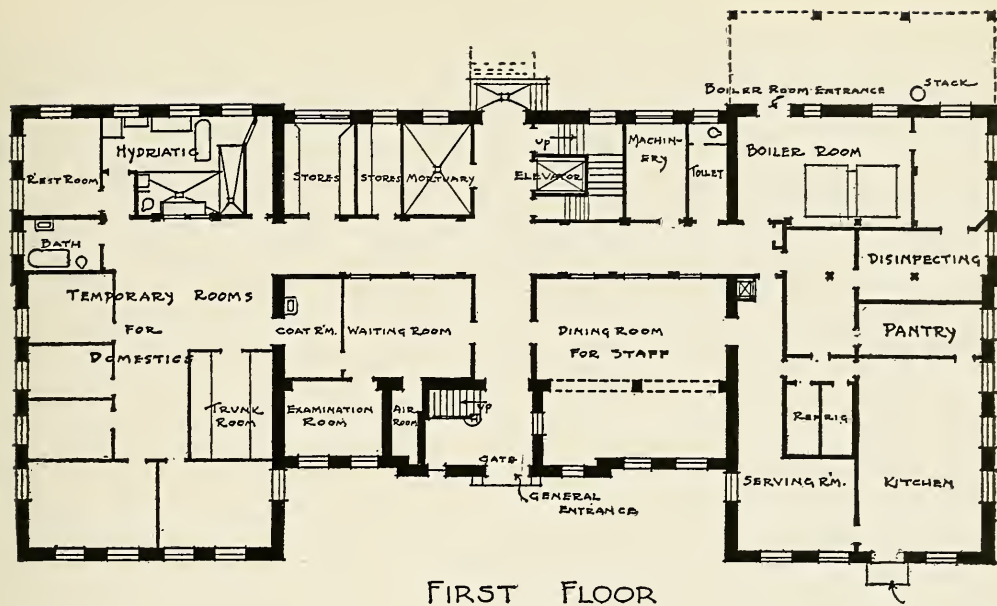 BOILER ROOM ENTRANCE
STACK
HYDRIATIC
REST ROOM
STORES
STORES
MORTUARY
UP
ELEVATOR
MACHIN-
ERY
TOILET
BOILER ROOM
BATH
DISINFECTING
TEMPORARY ROOMS
FOR
DOMESTICS
COAT R'M.
WAITING ROOM
DINING ROOM
FOR STAFF
PANTRY
TRUNK
ROOM
EXAMINATION
ROOM
AIR
ROOM
UP
REFRIG
GATE
GENERAL
ENTRANCE
SERVING R'M.
KITCHEN
FIRST FLOOR